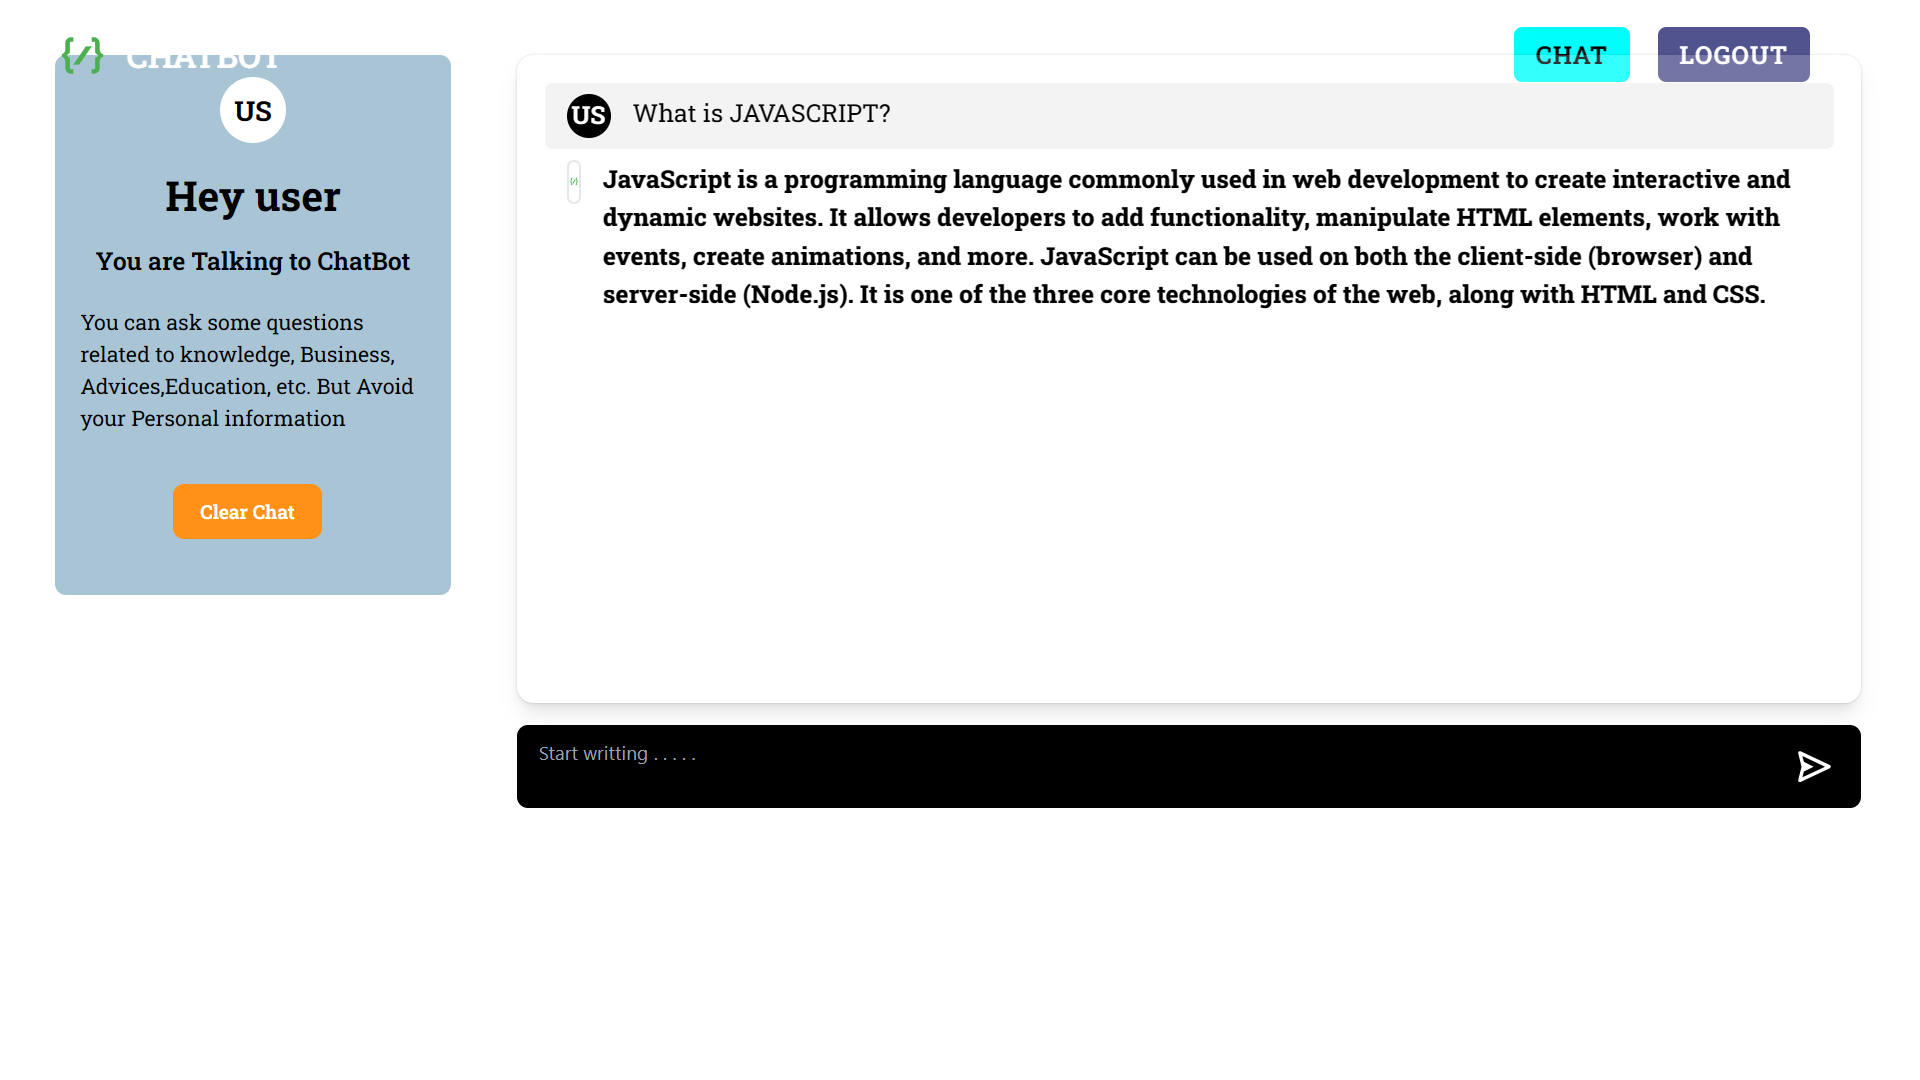 {/} CHATBOT
CHAT
LOGOUT
US
Hey user
You are Talking to ChatBot
You can ask some questions
related to knowledge, Business,
Advices,Education, etc. But Avoid
your Personal information
Clear Chat
US What is JAVASCRIPT?
JavaScript is a programming language commonly used in web development to create interactive and
dynamic websites. It allows developers to add functionality, manipulate HTML elements, work with
events, create animations, and more. JavaScript can be used on both the client-side (browser) and
server-side (Node.js). It is one of the three core technologies of the web, along with HTML and CSS.
Start writting . . . . .